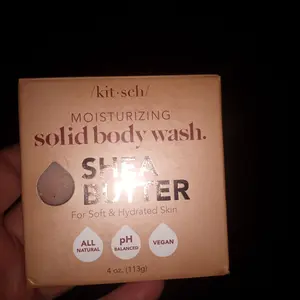 /kit·sch/
MOISTURIZING
solid body wash.
SHEA
BUTTER
For Soft & Hydrated Skin
ALL
NATURAL
pH
BALANCED
VEGAN
4 oz. (113g)